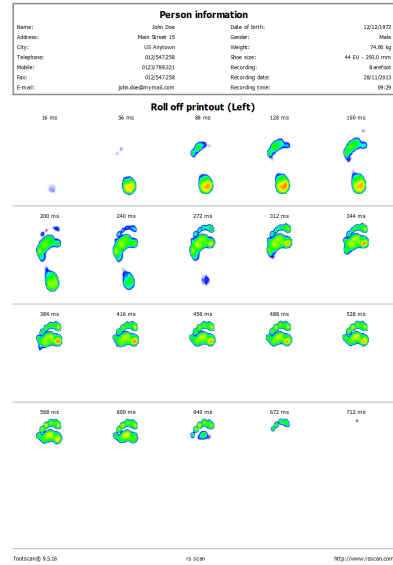 Person information
Name: John Doe Date of birth: 12/12/1972
Address: Main Street 15 Gender: Male
City: US Anytown Weight: 74.00 kg
Telephone: 012/547.258 Shoe size: 44 EU - 293.0 mm
Mobile: 0123/789.321 Recording: Barefoot
Fax: 012/547.258 Recording date: 28/11/2013
E-mail: john.doe@mymail.com Recording time: 09:29
Roll off printout (Left)
16 ms 56 ms 88 ms 128 ms 160 ms
200 ms 240 ms 272 ms 312 ms 344 ms
384 ms 416 ms 456 ms 488 ms 528 ms
568 ms 600 ms 640 ms 672 ms 712 ms
footscan® 9.5.16 rs scan http://www.rsscan.com